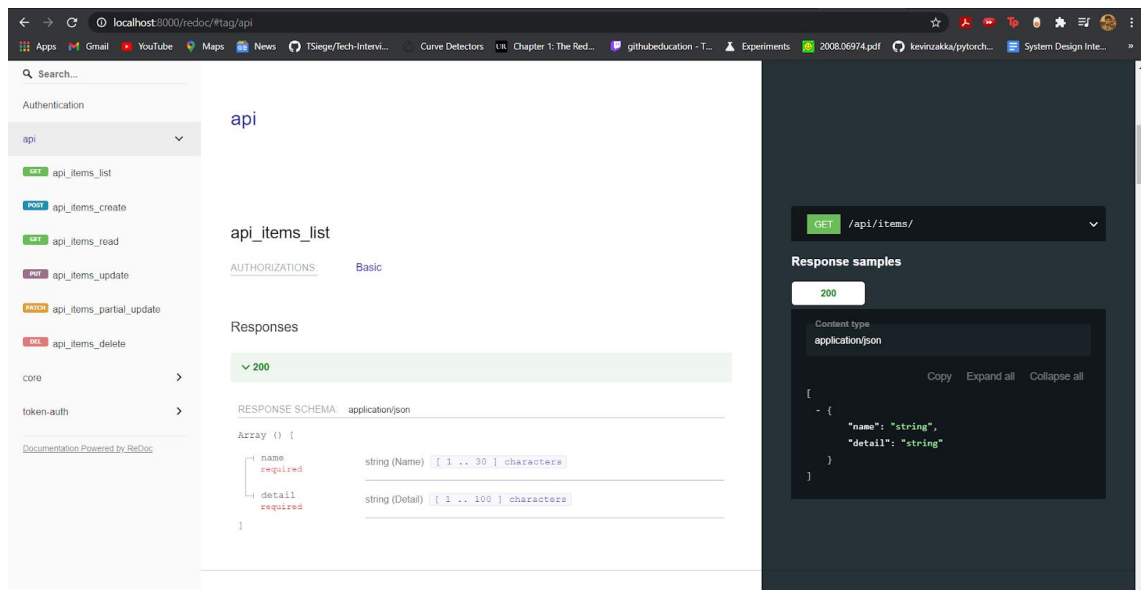 localhost:8000/redoc/#tag/api
Apps Gmail YouTube Maps News TSiege/Tech-Intervi... Curve Detectors Chapter 1: The Red... githubeducation - T... Experiments 2008.06974.pdf kevinzakka/pytorch... System Design Inte... »
Search...
Authentication
api
GET api_items_list
POST api_items_create
GET api_items_read
PUT api_items_update
PATCH api_items_partial_update
DEL api_items_delete
core
token-auth
Documentation Powered by ReDoc
api
api_items_list
AUTHORIZATIONS: Basic
Responses
200
RESPONSE SCHEMA: application/json
Array () [
name
required
string (Name) [ 1 .. 30 ] characters
detail
required
string (Detail) [ 1 .. 100 ] characters
]
GET /api/items/
Response samples
200
Content type
application/json
Copy Expand all Collapse all
[
- {
"name": "string",
"detail": "string"
}
]